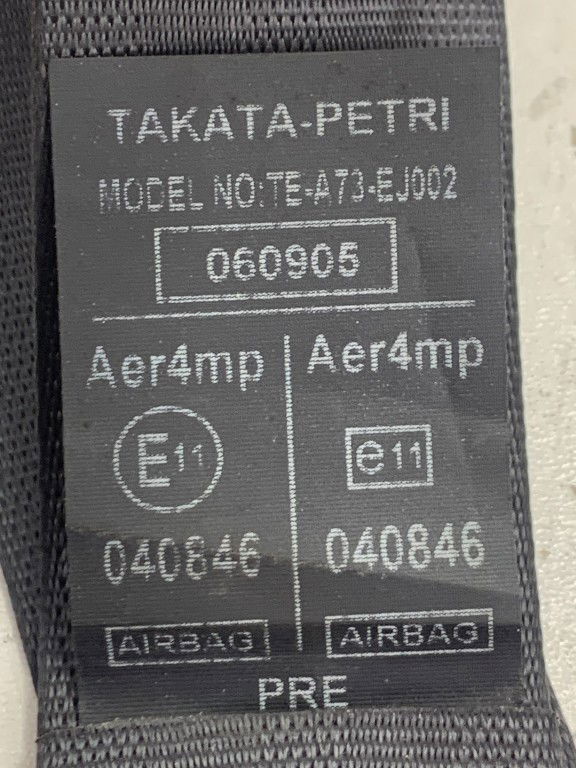 TAKATA-PETRI
MODEL NO:TE-A73-EJ002
060905
Aer4mp
E11
040846
AIRBAG
Aer4mp
e11
040846
AIRBAG
PRE